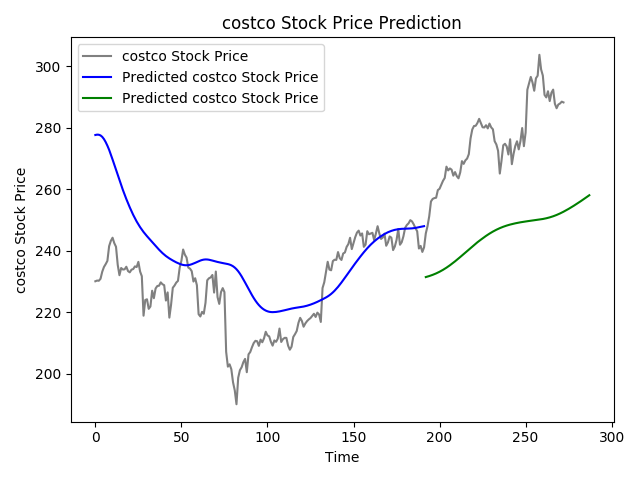 costco Stock Price Prediction
costco Stock Price
Predicted costco Stock Price
Predicted costco Stock Price
costco Stock Price
300
280
260
240
220
200
0 50 100 150 200 250 300
Time